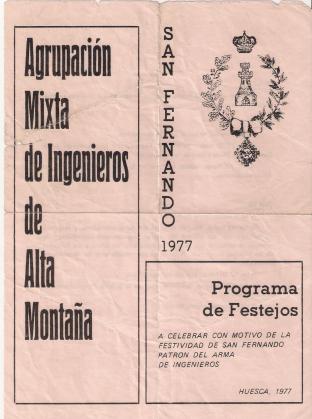 Agrupación
Mixta
de Ingenieros
de
Alta
Montaña
SAN FERNANDO
1977
Programa
de Festejos
A CELEBRAR CON MOTIVO DE LA
FESTIVIDAD DE SAN FERNANDO
PATRON DEL ARMA
DE INGENIEROS
HUESCA, 1977